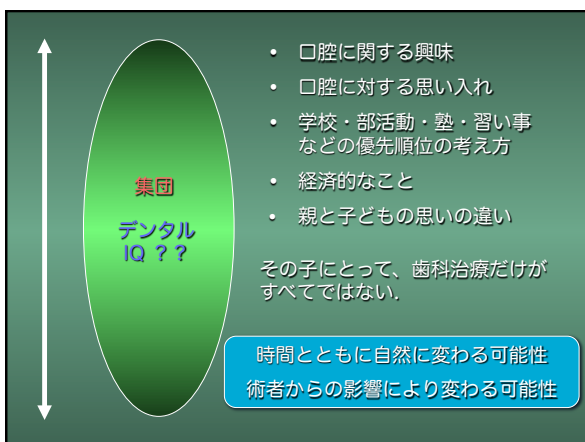 集団
デンタル
IQ ？？
• 口腔に関する興味
• 口腔に対する思い入れ
• 学校・部活動・塾・習い事
などの優先順位の考え方
• 経済的なこと
• 親と子どもの思いの違い
その子にとって、歯科治療だけが
すべてではない．
時間とともに自然に変わる可能性
術者からの影響により変わる可能性